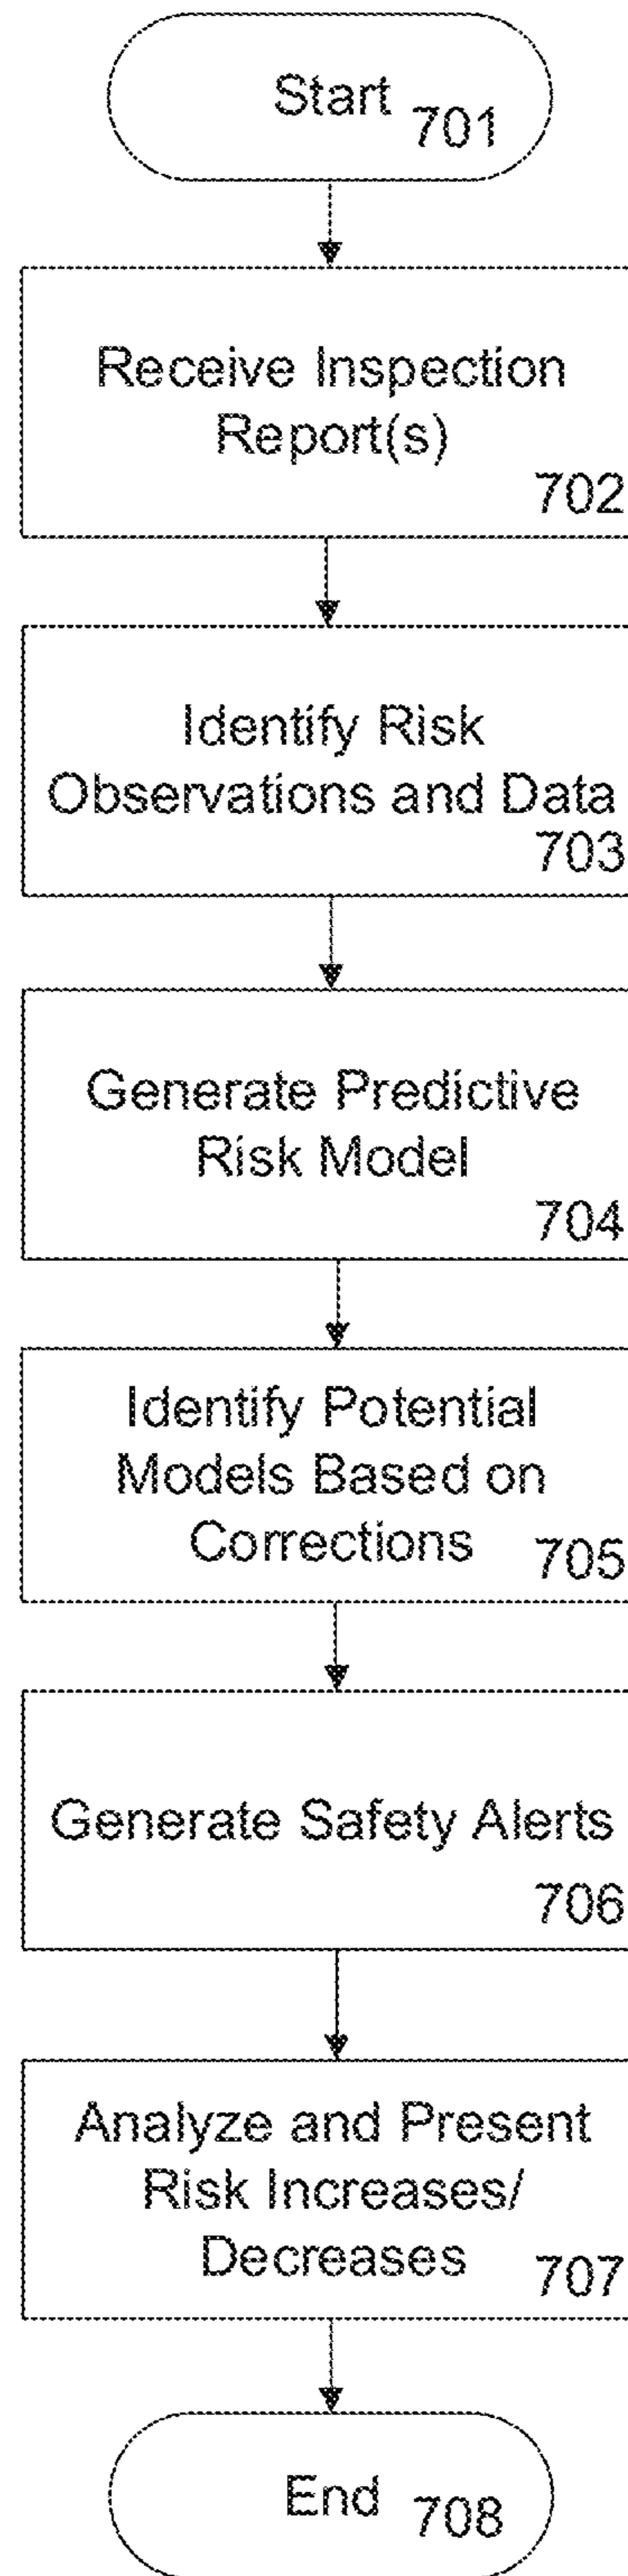 Start 701
Receive Inspection
Report(s)
702
Identify Risk
Observations and Data
703
Generate Predictive
Risk Model
704
Identify Potential
Models Based on
Corrections 705
Generate Safety Alerts
706
Analyze and Present
Risk Increases/
Decreases 707
End 708